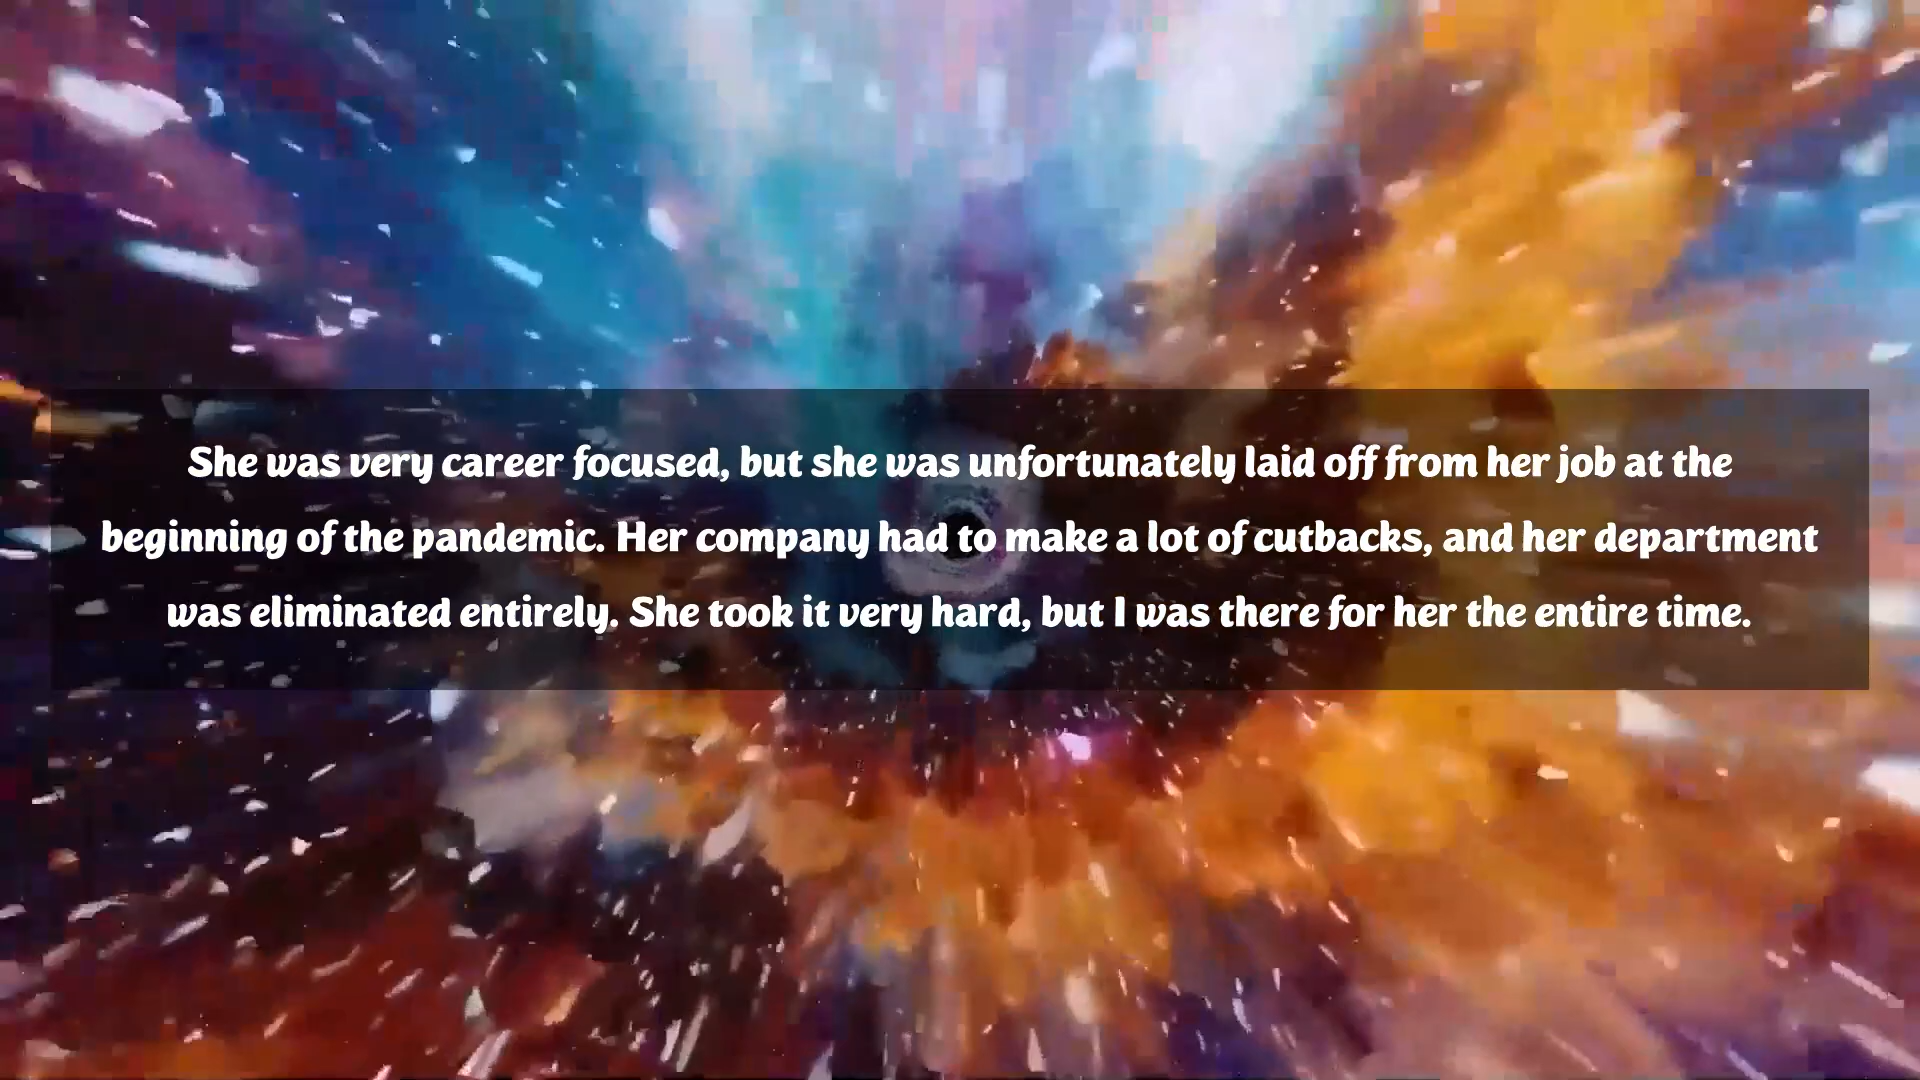 She was very career focused, but she was unfortunately laid off from her job at the
beginning of the pandemic. Her company had to make a lot of cutbacks, and her department
was eliminated entirely. She took it very hard, but I was there for her the entire time.